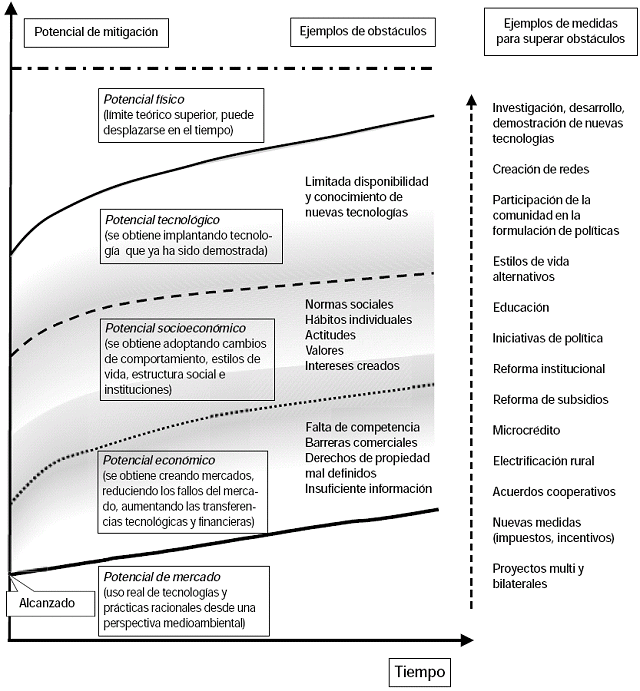 Potencial de mitigación
Ejemplos de obstáculos
Ejemplos de medidas
para superar obstáculos
Potencial físico
(límite teórico superior, puede
desplazarse en el tiempo)
Limitada disponibilidad
y conocimiento de
nuevas tecnologías
Potencial tecnológico
(se obtiene implantando tecnolo-
gía que ya ha sido demostrada)
Normas sociales
Hábitos individuales
Actitudes
Valores
Intereses creados
Potencial socioeconómico
(se obtiene adoptando cambios
de comportamiento, estilos de
vida, estructura social e
instituciones)
Falta de competencia
Barreras comerciales
Derechos de propiedad
mal definidos
Insuficiente información
Potencial económico
(se obtiene creando mercados,
reduciendo los fallos del merca-
do, aumentando las transferen-
cias tecnológicas y financieras)
Potencial de mercado
(uso real de tecnologías y
prácticas racionales desde una
perspectiva medioambiental)
Alcanzado
Investigación, desarrollo,
demostración de nuevas
tecnologías
Creación de redes
Participación de la
comunidad en la
formulación de políticas
Estilos de vida
alternativos
Educación
Iniciativas de política
Reforma institucional
Reforma de subsidios
Microcrédito
Electrificación rural
Acuerdos cooperativos
Nuevas medidas
(impuestos, incentivos)
Proyectos multi y
bilaterales
Tiempo